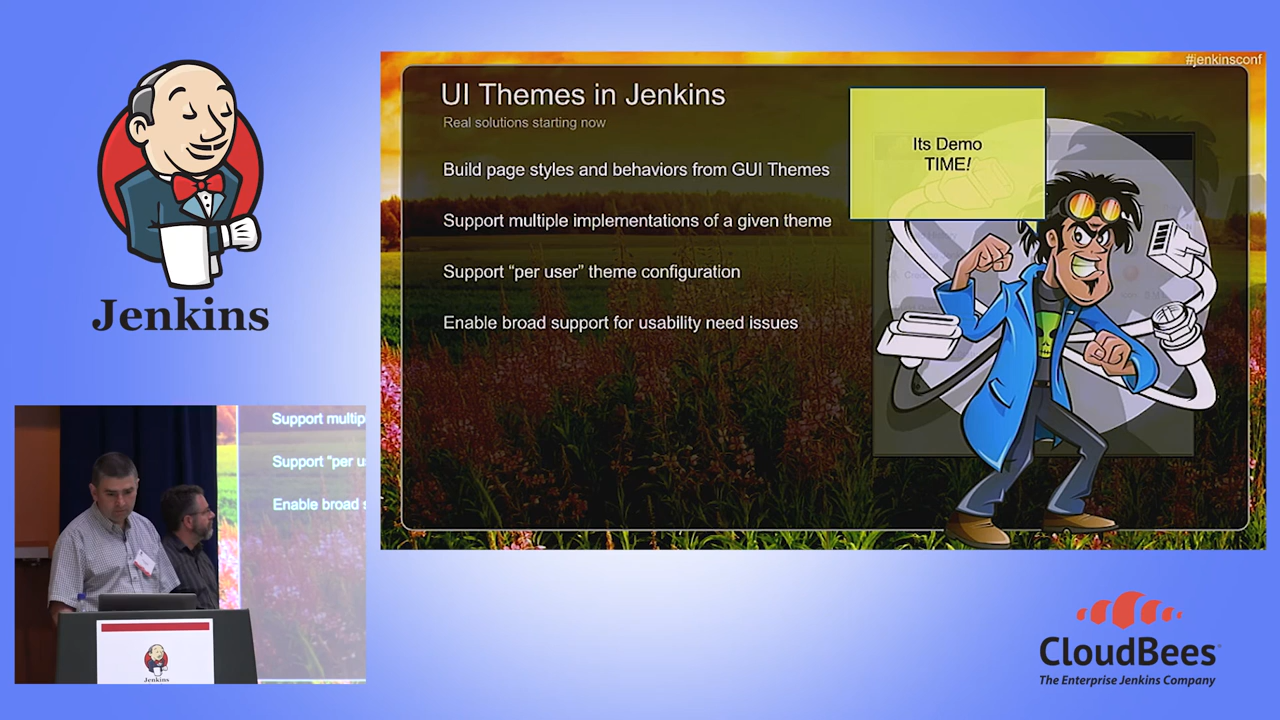 #jenkinsconf
UI Themes in Jenkins
Real solutions starting now
Build page styles and behaviors from GUI Themes
Support multiple implementations of a given theme
Support “per user” theme configuration
Enable broad support for usability need issues
Its Demo
TIME!
Jenkins
Support multip
Support “per u
Enable broad s
Jenkins
CloudBees
The Enterprise Jenkins Company